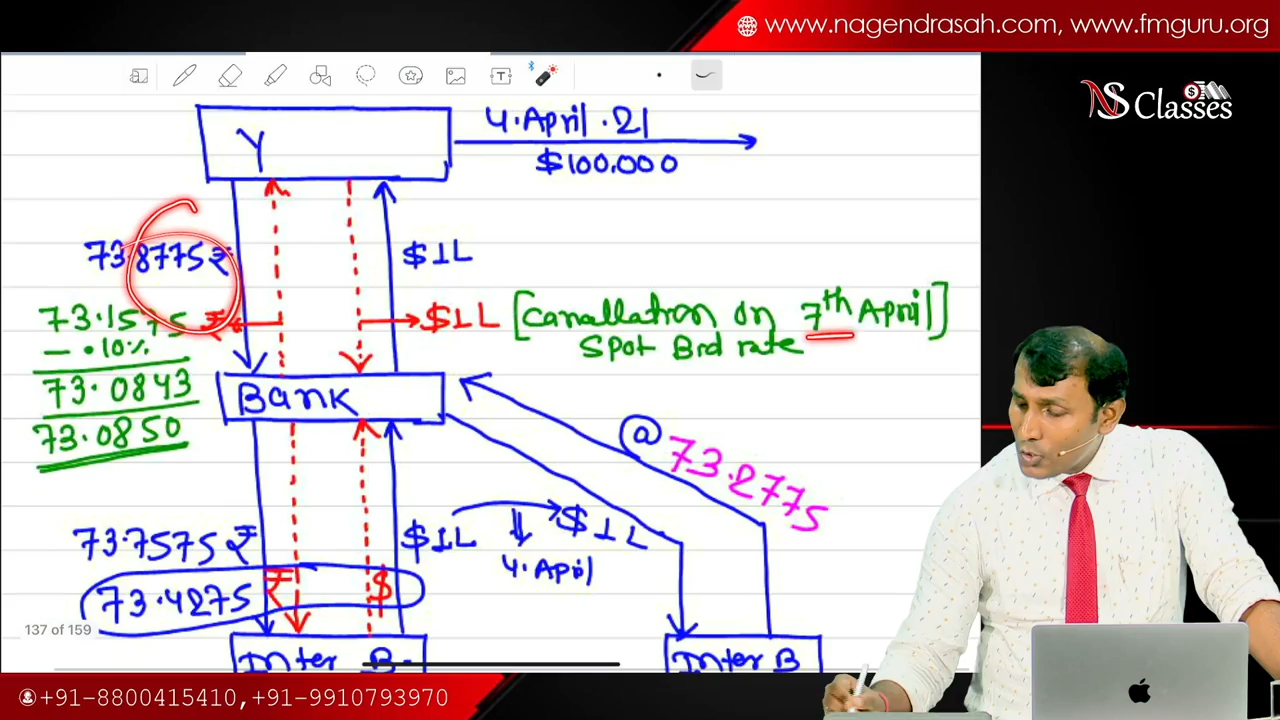 www.nagendrasah.com, www.fmguru.org
NS Classes
Y
4. April. 21
$100.000
73.8775 ₹
$1L
73.1575 ₹
$1L [Canallation on 7th April]
Spot Brd rate
- .10%
73.0843
73.0850
Bank
@ 73.2775
73.7575 ₹
$1L
$1L
4. April
73.4275 ₹ $
137 of 159
Inter B-
Inter B
+91-8800415410,+91-9910793970